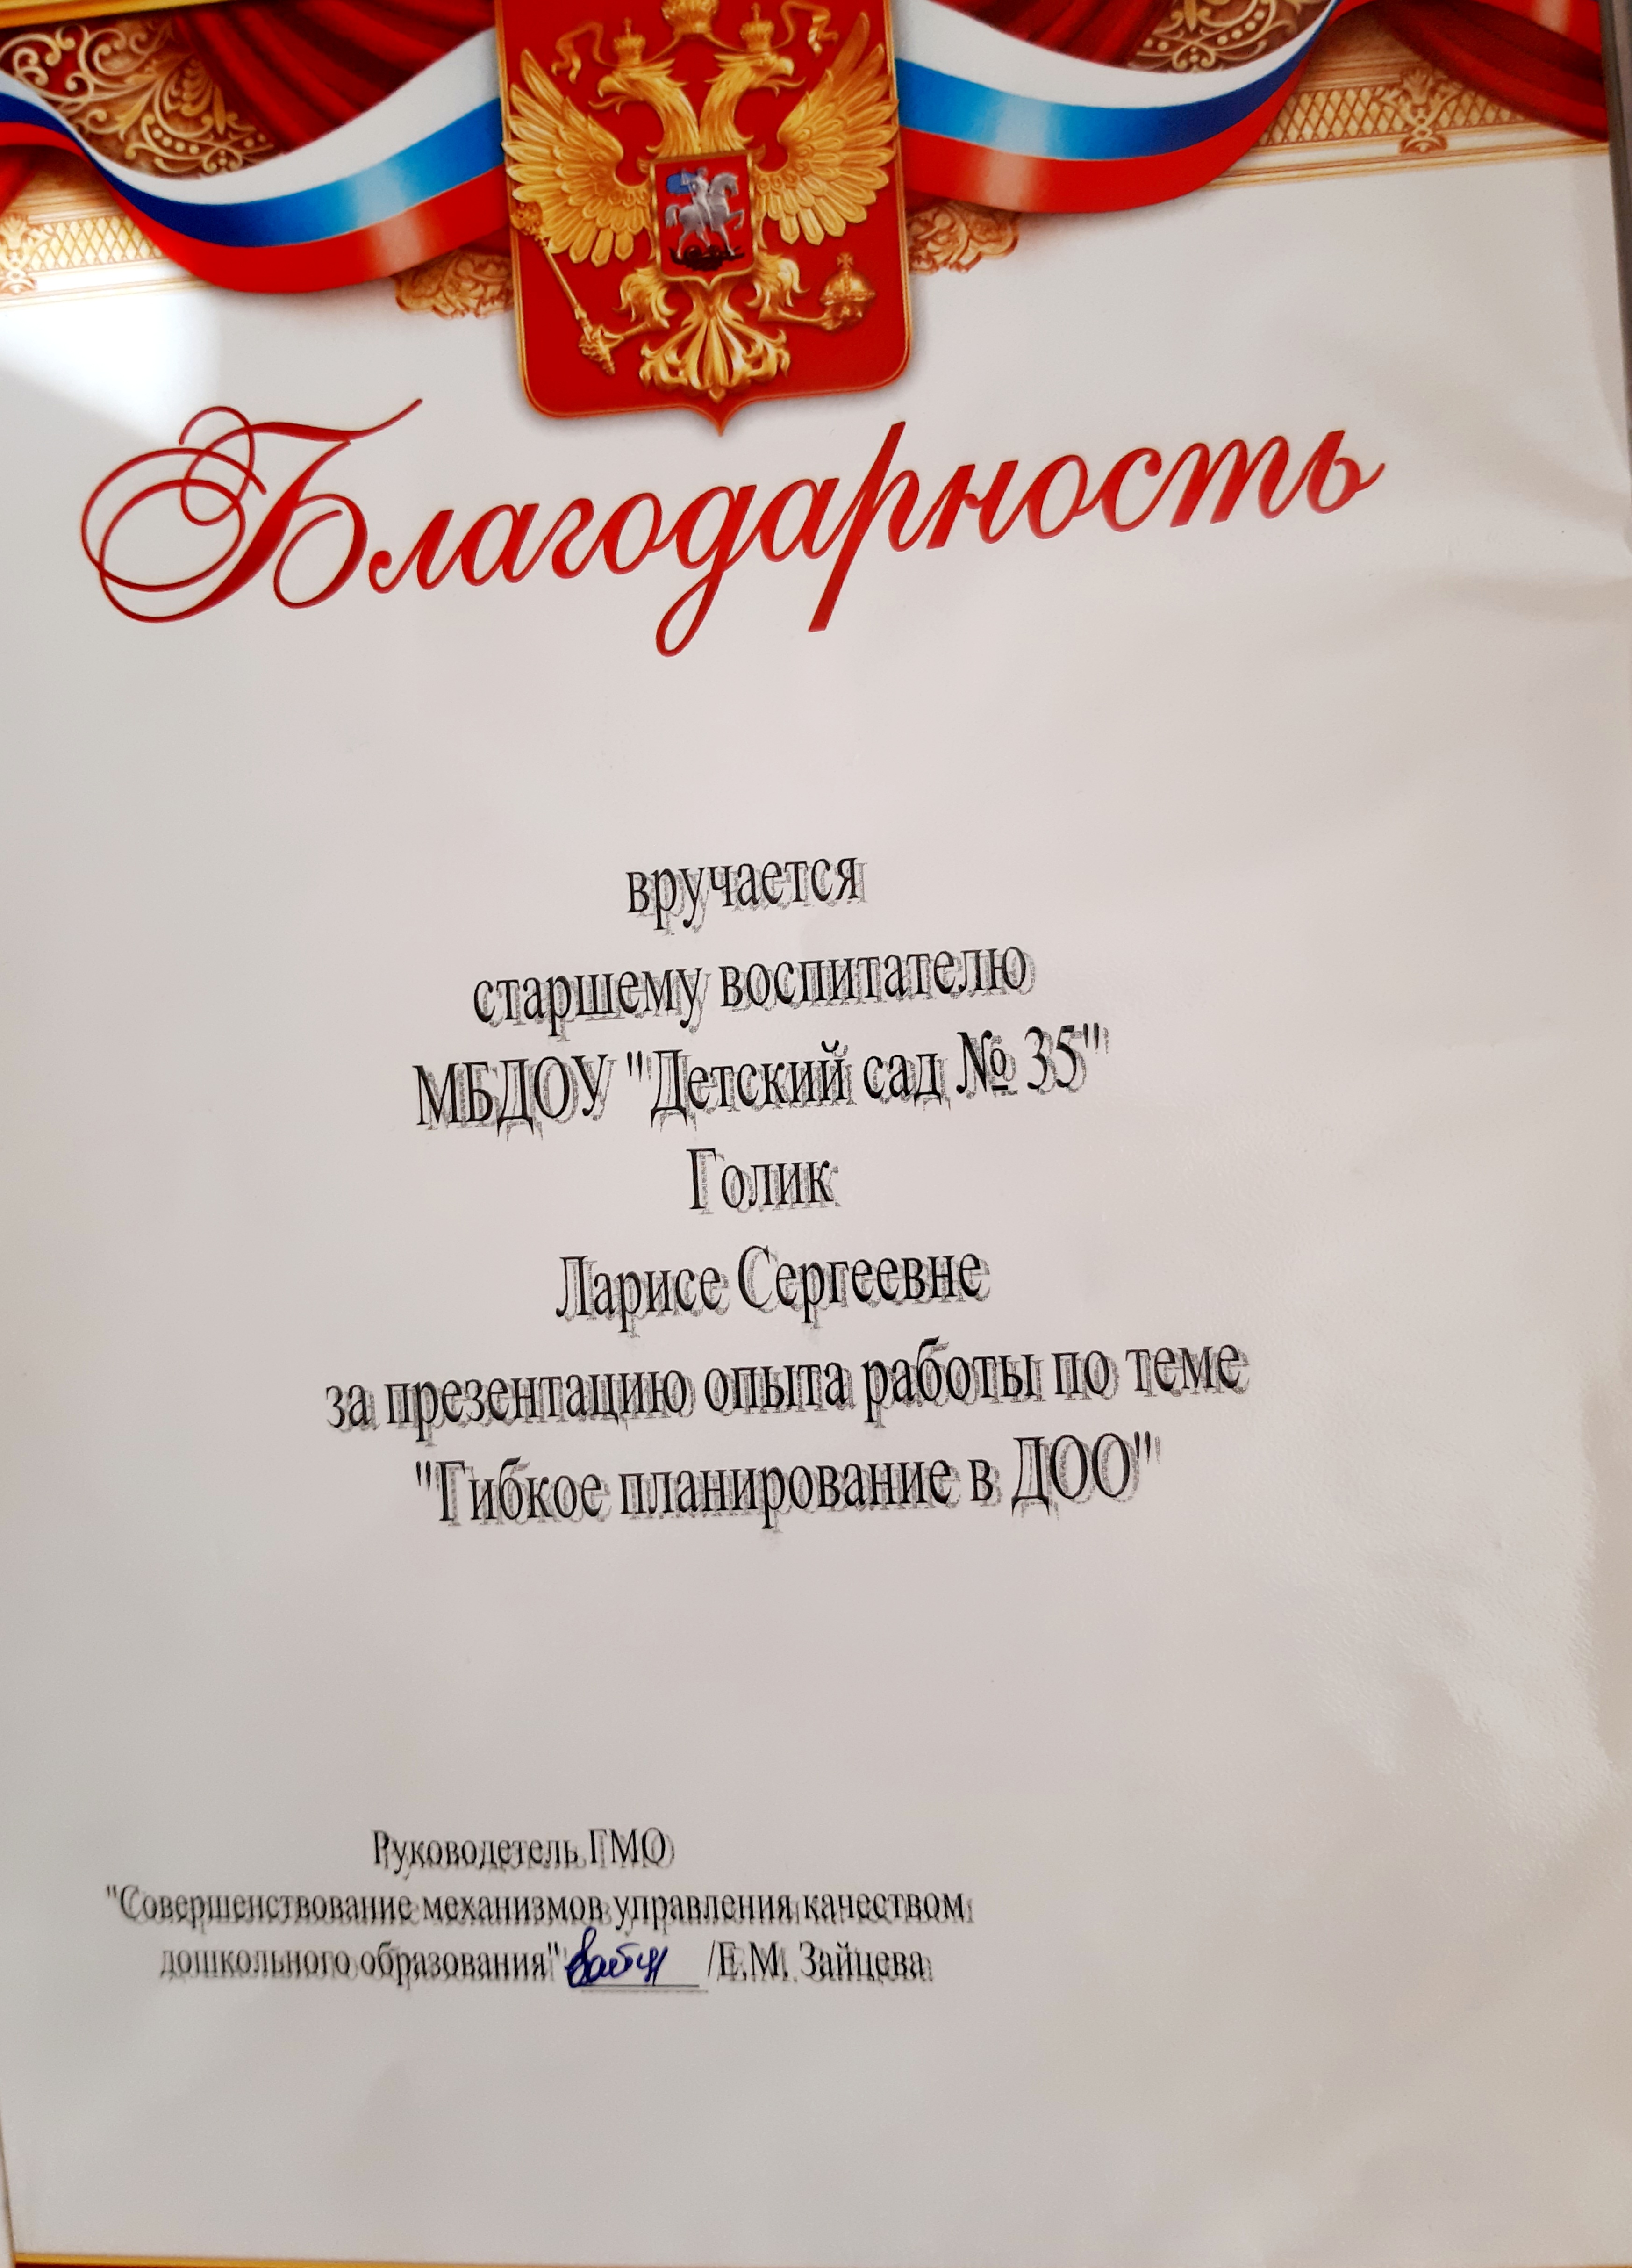 Благодарность
вручается
старшему воспитателю
МБДОУ "Детский сад № 35"
Голик
Ларисе Сергеевне
за презентацию опыта работы по теме
"Гибкое планирование в ДОО"
Руководетель ГМО
"Совершенствование механизмов управления качеством
дошкольного образования" /Е.М. Зайцева